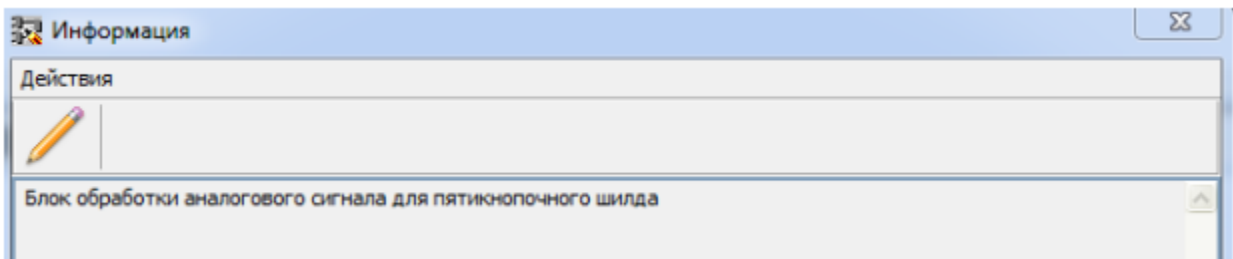 Информация
Действия
Блок обработки аналогового сигнала для пятикнопочного шилда